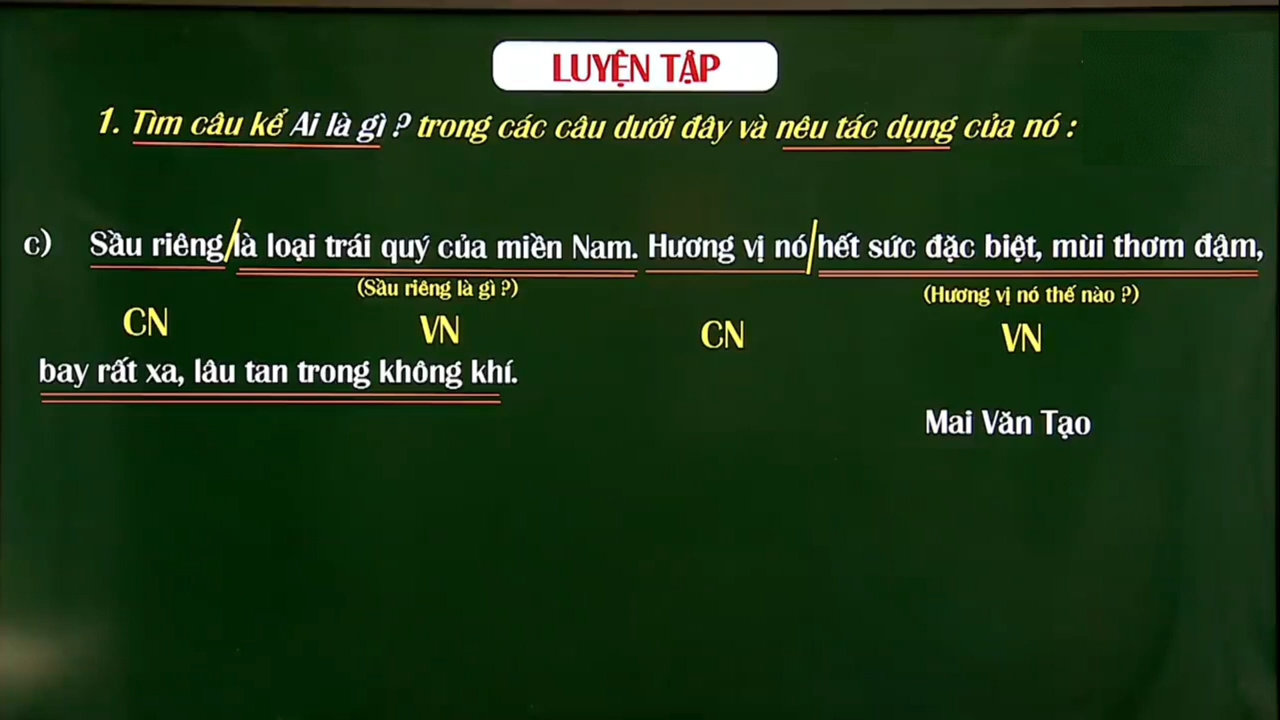 LUYỆN TẬP
1. Tìm câu kể Ai là gì ? trong các câu dưới đây và nêu tác dụng của nó :
c) Sầu riêng/là loại trái quý của miền Nam. Hương vị nó/hết sức đặc biệt, mùi thơm đậm,
(Sầu riêng là gì ?) (Hương vị nó thế nào ?)
CN VN CN VN
bay rất xa, lâu tan trong không khí.
Mai Văn Tạo